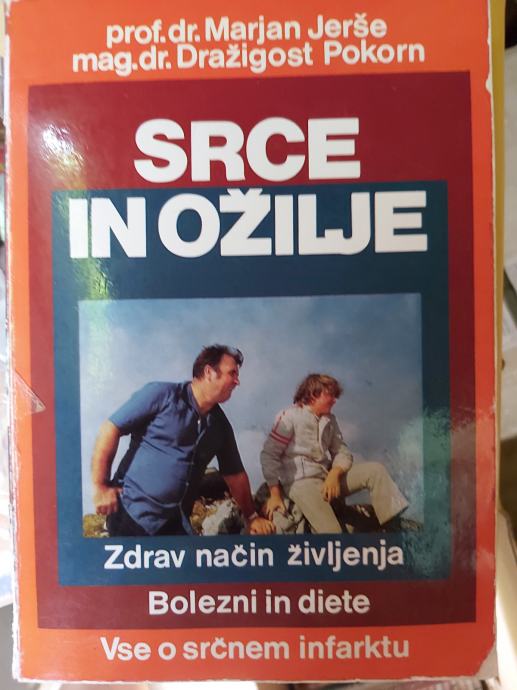 prof.dr. Marjan Jerše
mag.dr. Dražigost Pokorn
SRCE
IN OŽILJE
Zdrav način življenja
Bolezni in diete
Vse o srčnem infarktu